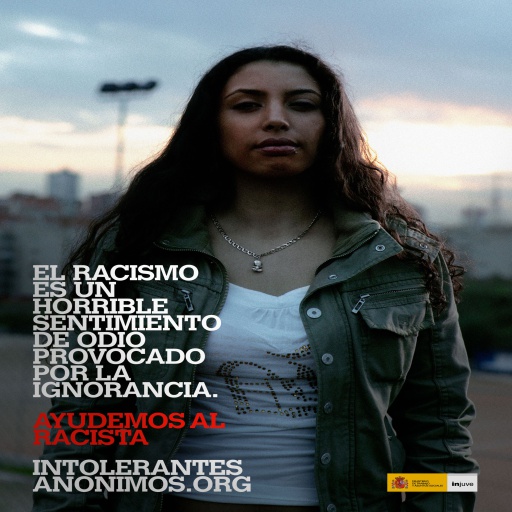 EL RACISMO
ES UN
HORRIBLE
SENTIMIENTO
DE ODIO
PROVOCADO
POR LA
IGNORANCIA.
AYUDEMOS AL
RACISTA
INTOLERANTES
ANONIMOS.ORG
injuve